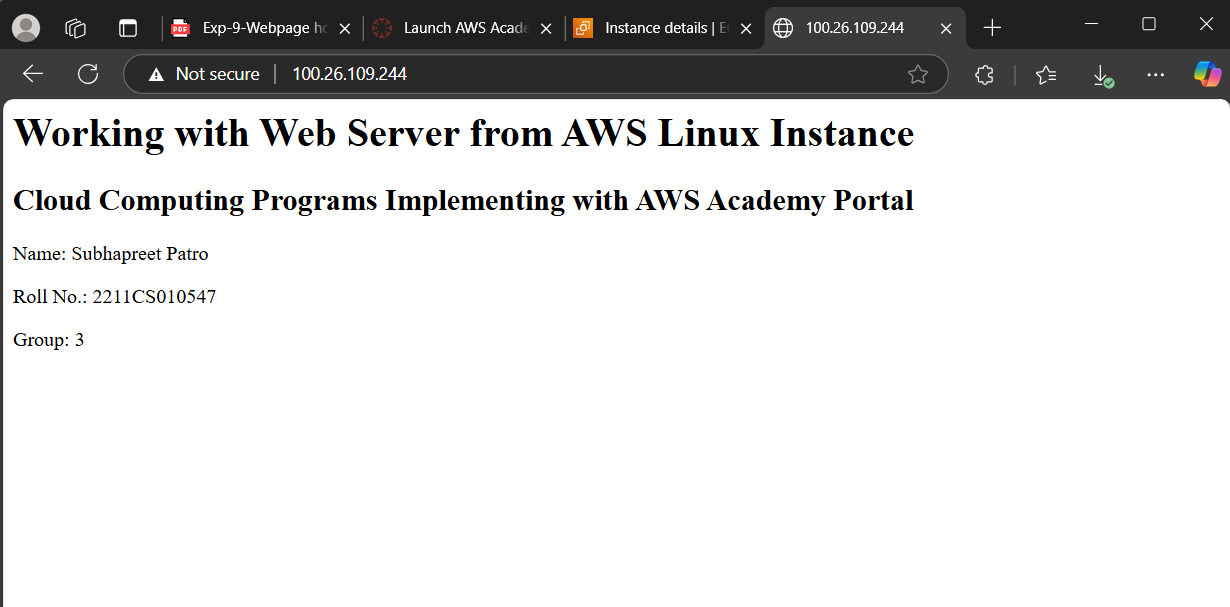 Exp-9-Webpage ho
Launch AWS Acade
Instance details | E
100.26.109.244
Not secure
100.26.109.244
Working with Web Server from AWS Linux Instance
Cloud Computing Programs Implementing with AWS Academy Portal
Name: Subhapreet Patro
Roll No.: 2211CS010547
Group: 3